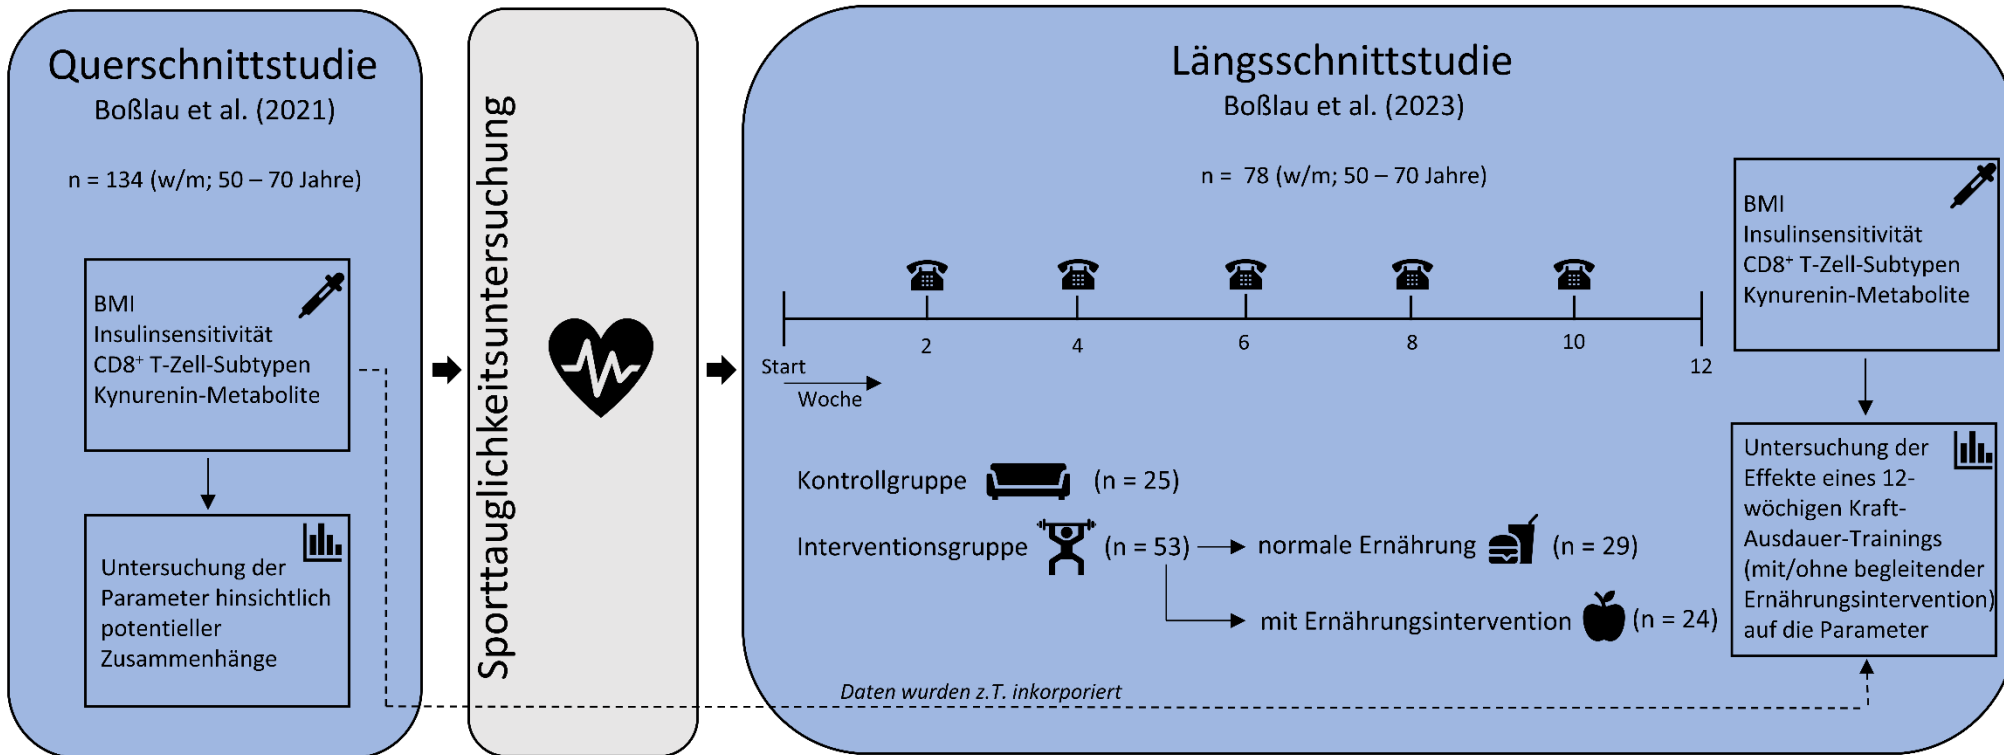 Querschnittstudie
Boßlau et al. (2021)
n = 134 (w/m; 50 – 70 Jahre)
BMI
Insulinsensitivität
CD8⁺ T-Zell-Subtypen
Kynurenin-Metabolite
Untersuchung der
Parameter hinsichtlich
potentieller
Zusammenhänge
Sporttauglichkeitsuntersuchung
Längsschnittstudie
Boßlau et al. (2023)
n = 78 (w/m; 50 – 70 Jahre)
2 4 6 8 10
Start 12
Woche
Kontrollgruppe (n = 25)
Interventionsgruppe (n = 53) normale Ernährung (n = 29)
mit Ernährungsintervention (n = 24)
BMI
Insulinsensitivität
CD8⁺ T-Zell-Subtypen
Kynurenin-Metabolite
Untersuchung der
Effekte eines 12-
wöchigen Kraft-
Ausdauer-Trainings
(mit/ohne begleitender
Ernährungsintervention)
auf die Parameter
Daten wurden z.T. inkorporiert